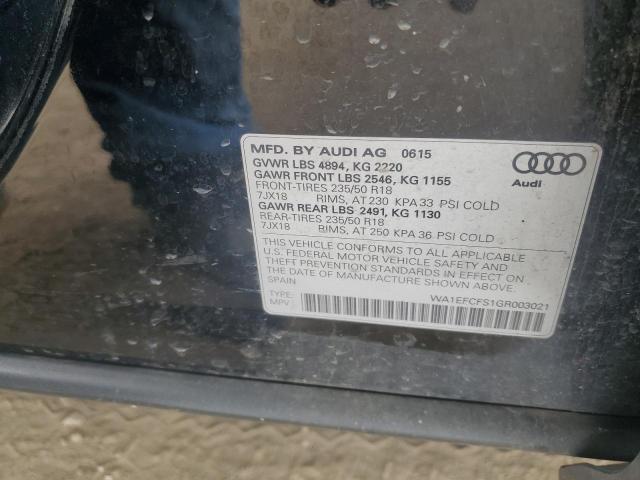 MFD. BY AUDI AG 0615
GVWR LBS 4894, KG 2220
GAWR FRONT LBS 2546, KG 1155
FRONT-TIRES 235/50 R18
7JX18 RIMS, AT 230 KPA 33 PSI COLD
GAWR REAR LBS 2491, KG 1130
REAR-TIRES 235/50 R18
7JX18 RIMS, AT 250 KPA 36 PSI COLD
Audi
THIS VEHICLE CONFORMS TO ALL APPLICABLE
U.S. FEDERAL MOTOR VEHICLE SAFETY AND
THEFT PREVENTION STANDARDS IN EFFECT ON
THE DATE OF MANUFACTURE SHOWN ABOVE.
SPAIN
TYPE:
MPV
WA1EFCFS1GR003021